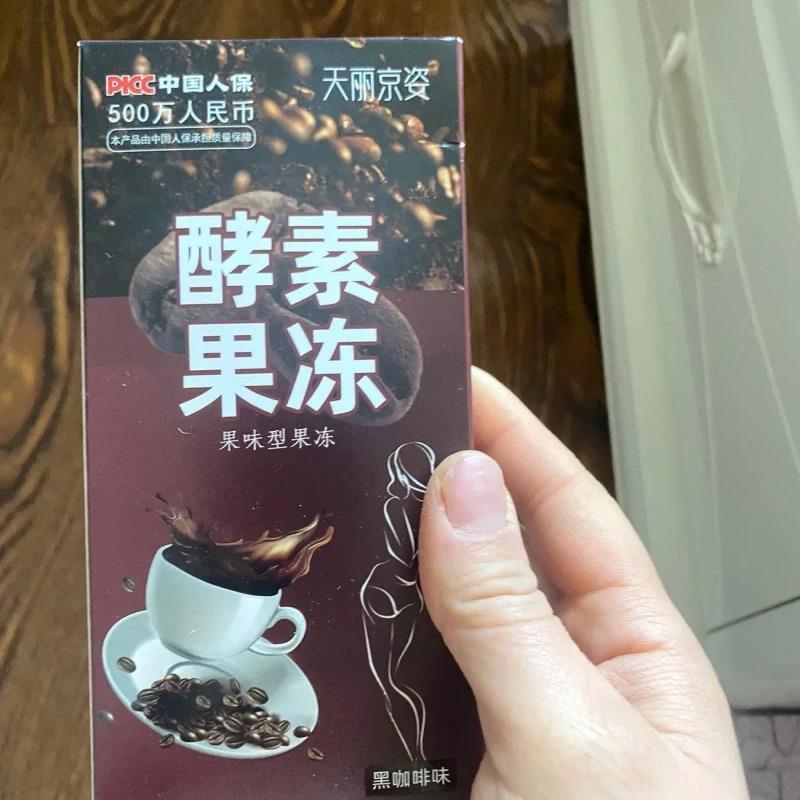 PICC中国人保
500万人民币
本产品由中国人保承担质量保障
天丽京姿
酵素
果冻
果味型果冻
黑咖啡味